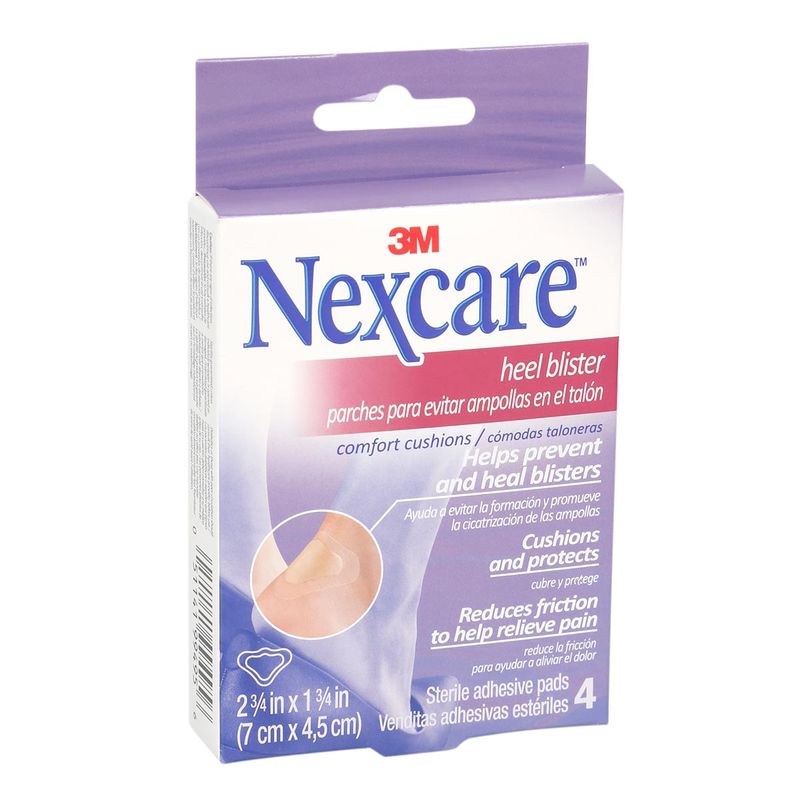 3M
Nexcare™
heel blister
parches para evitar ampollas en el talón
comfort cushions / cómodas taloneras
Helps prevent
and heal blisters
Ayuda a evitar la formación y promueve
la cicatrización de las ampollas
Cushions
and protects
cubre y protege
Reduces friction
to help relieve pain
reduce la fricción
para ayudar a aliviar el dolor
2 ¾ in x 1 ¾ in
(7 cm x 4,5 cm)
Sterile adhesive pads
Venditas adhesivas estériles 4